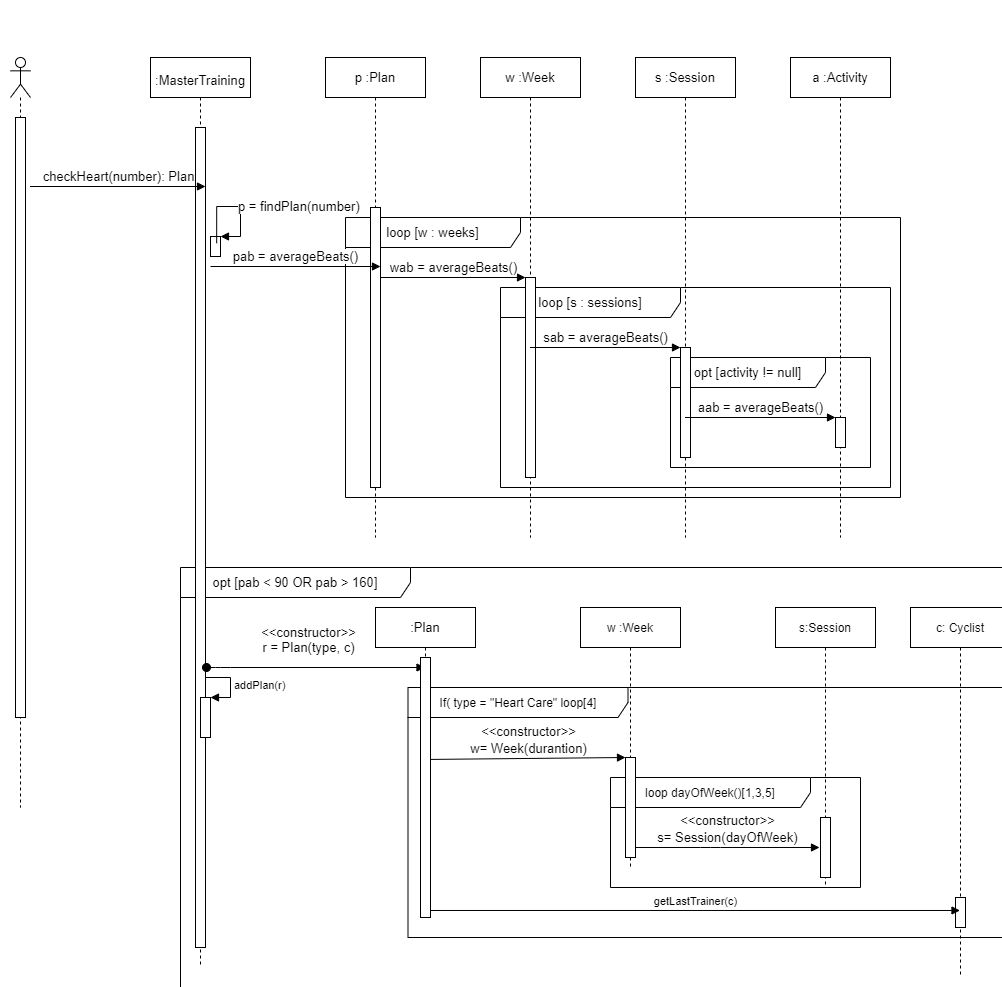 :MasterTraining
p :Plan
w :Week
s :Session
a :Activity
checkHeart(number): Plan
p = findPlan(number)
loop [w : weeks]
pab = averageBeats()
wab = averageBeats()
loop [s : sessions]
sab = averageBeats()
opt [activity != null]
aab = averageBeats()
opt [pab < 90 OR pab > 160]
:Plan
w :Week
s:Session
c: Cyclist
<<constructor>>
r = Plan(type, c)
addPlan(r)
If( type = "Heart Care" loop[4]
<<constructor>>
w= Week(durantion)
loop dayOfWeek()[1,3,5]
<<constructor>>
s= Session(dayOfWeek)
getLastTrainer(c)